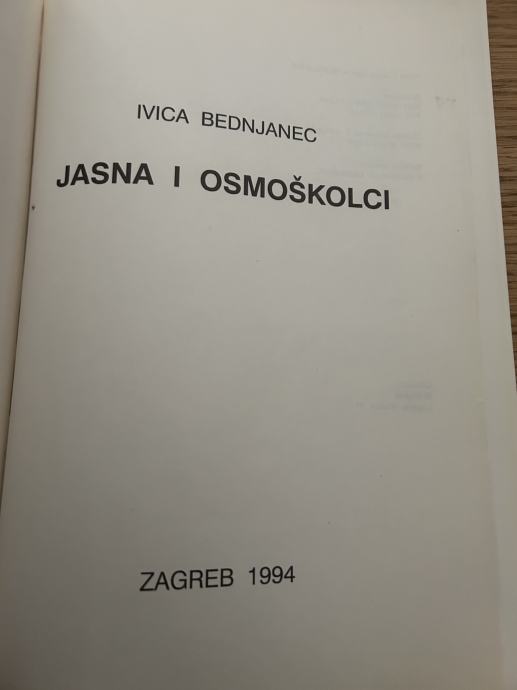 IVICA BEDNJANEC
JASNA I OSMOŠKOLCI
ZAGREB 1994